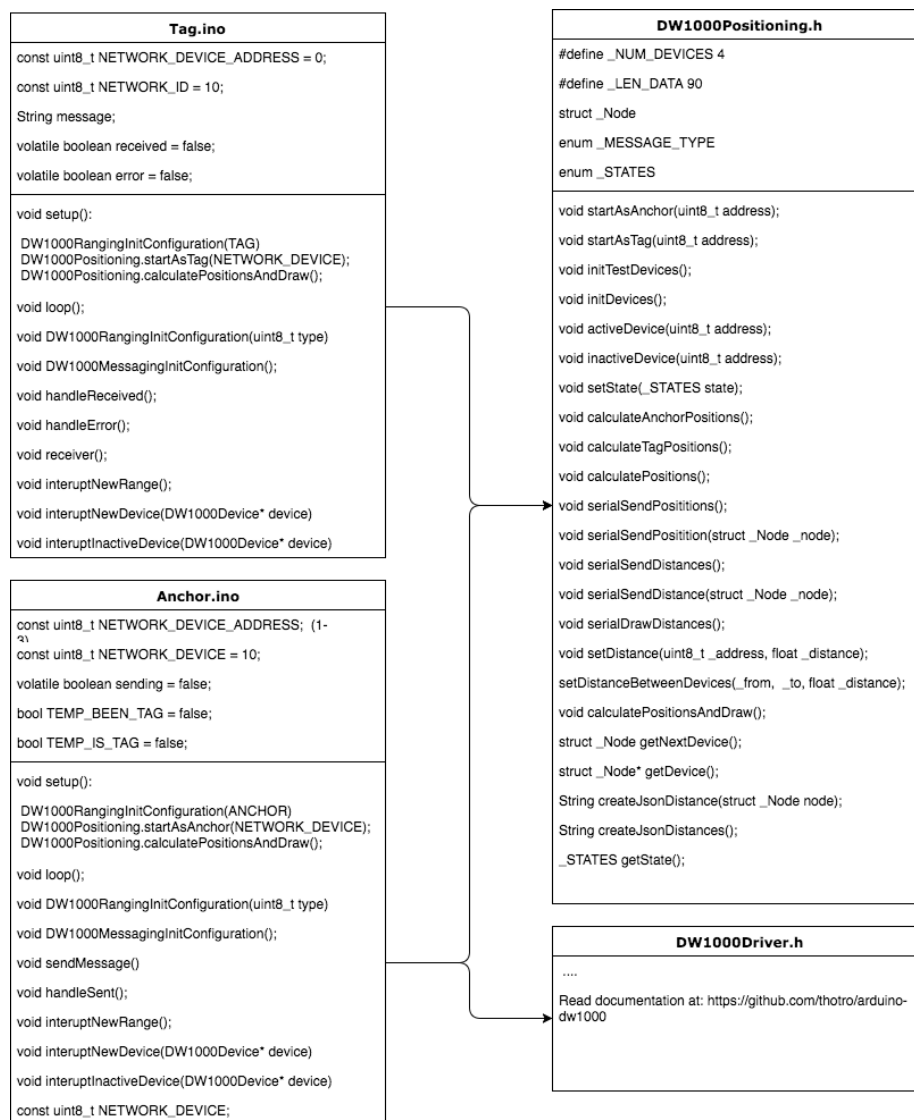 Tag.ino
const uint8_t NETWORK_DEVICE_ADDRESS = 0;
const uint8_t NETWORK_ID = 10;
String message;
volatile boolean received = false;
volatile boolean error = false;
void setup():
DW1000RangingInitConfiguration(TAG)
DW1000Positioning.startAsTag(NETWORK_DEVICE);
DW1000Positioning.calculatePositionsAndDraw();
void loop();
void DW1000RangingInitConfiguration(uint8_t type)
void DW1000MessagingInitConfiguration();
void handleReceived();
void handleError();
void receiver();
void interuptNewRange();
void interuptNewDevice(DW1000Device* device)
void interuptInactiveDevice(DW1000Device* device)
Anchor.ino
const uint8_t NETWORK_DEVICE_ADDRESS; (1-
3)
const uint8_t NETWORK_DEVICE = 10;
volatile boolean sending = false;
bool TEMP_BEEN_TAG = false;
bool TEMP_IS_TAG = false;
void setup():
DW1000RangingInitConfiguration(ANCHOR)
DW1000Positioning.startAsAnchor(NETWORK_DEVICE);
DW1000Positioning.calculatePositionsAndDraw();
void loop();
void DW1000RangingInitConfiguration(uint8_t type)
void DW1000MessagingInitConfiguration();
void sendMessage()
void handleSent();
void interuptNewRange();
void interuptNewDevice(DW1000Device* device)
void interuptInactiveDevice(DW1000Device* device)
const uint8_t NETWORK_DEVICE;
DW1000Positioning.h
#define _NUM_DEVICES 4
#define _LEN_DATA 90
struct _Node
enum _MESSAGE_TYPE
enum _STATES
void startAsAnchor(uint8_t address);
void startAsTag(uint8_t address);
void initTestDevices();
void initDevices();
void activeDevice(uint8_t address);
void inactiveDevice(uint8_t address);
void setState(_STATES state);
void calculateAnchorPositions();
void calculateTagPositions();
void calculatePositions();
void serialSendPosititions();
void serialSendPositition(struct _Node _node);
void serialSendDistances();
void serialSendDistance(struct _Node _node);
void serialDrawDistances();
void setDistance(uint8_t _address, float _distance);
setDistanceBetweenDevices(_from, _to, float _distance);
void calculatePositionsAndDraw();
struct _Node getNextDevice();
struct _Node* getDevice();
String createJsonDistance(struct _Node node);
String createJsonDistances();
_STATES getState();
DW1000Driver.h
....
Read documentation at: https://github.com/thotro/arduino-
dw1000